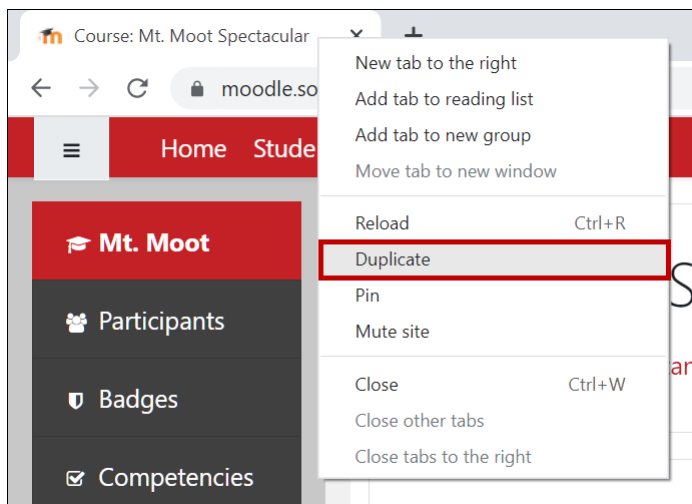 Course: Mt. Moot Spectacular
moodle.so
New tab to the right
Add tab to reading list
Add tab to new group
Move tab to new window
Reload Ctrl+R
Duplicate
Pin
Mute site
Close Ctrl+W
Close other tabs
Close tabs to the right
Home Stude
Mt. Moot
Participants
Badges
Competencies
S
ar